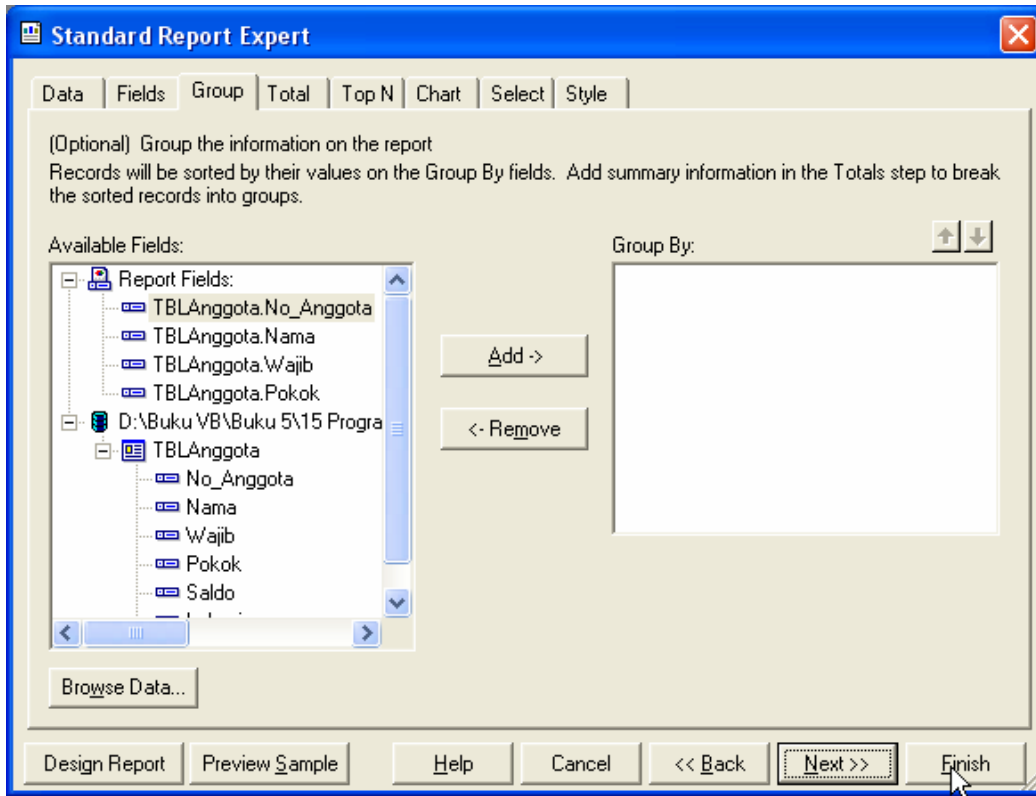 Standard Report Expert
Data Fields Group Total Top N Chart Select Style
(Optional) Group the information on the report
Records will be sorted by their values on the Group By fields. Add summary information in the Totals step to break
the sorted records into groups.
Available Fields:
Report Fields:
TBLAnggota.No_Anggota
TBLAnggota.Nama
TBLAnggota.Wajib
TBLAnggota.Pokok
D:\Buku VB\Buku 5\15 Progra
TBLAnggota
No_Anggota
Nama
Wajib
Pokok
Saldo
Add ->
<- Remove
Group By:
Browse Data...
Design Report Preview Sample Help Cancel << Back Next >> Finish